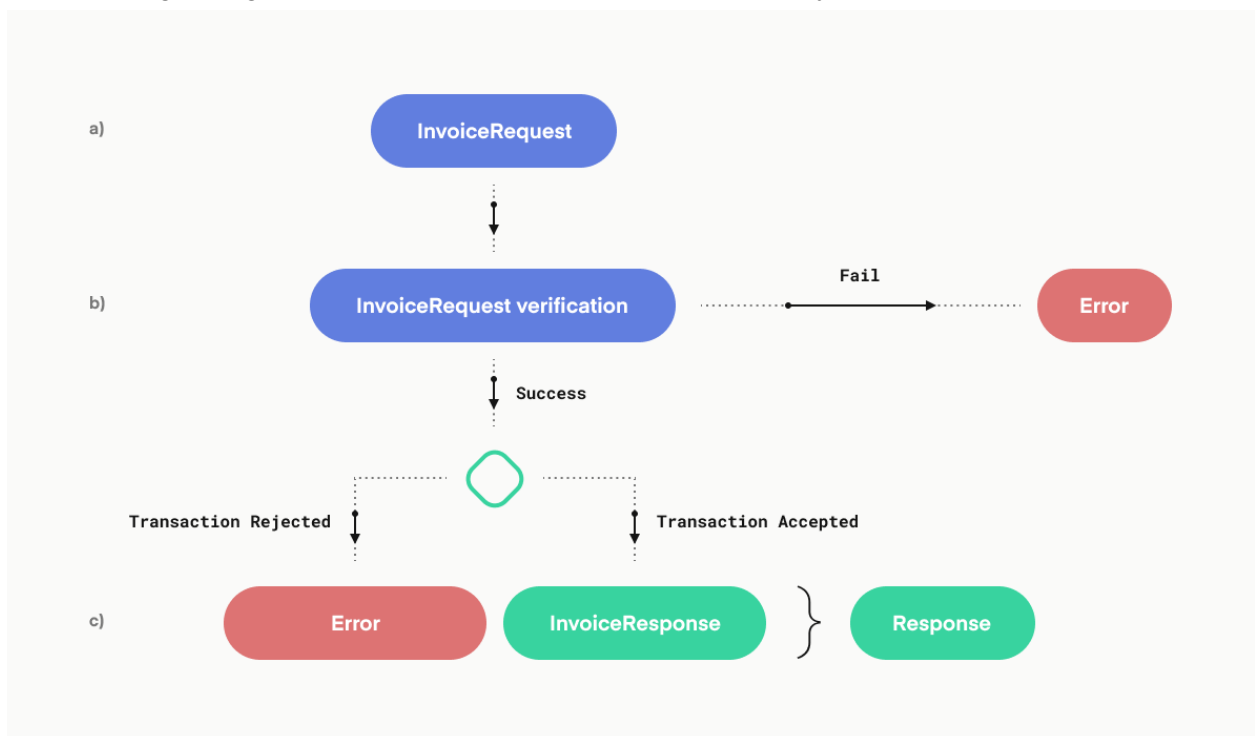 a)
InvoiceRequest
b)
InvoiceRequest verification
Fail
Error
Success
Transaction Rejected
Transaction Accepted
c)
Error
InvoiceResponse
Response